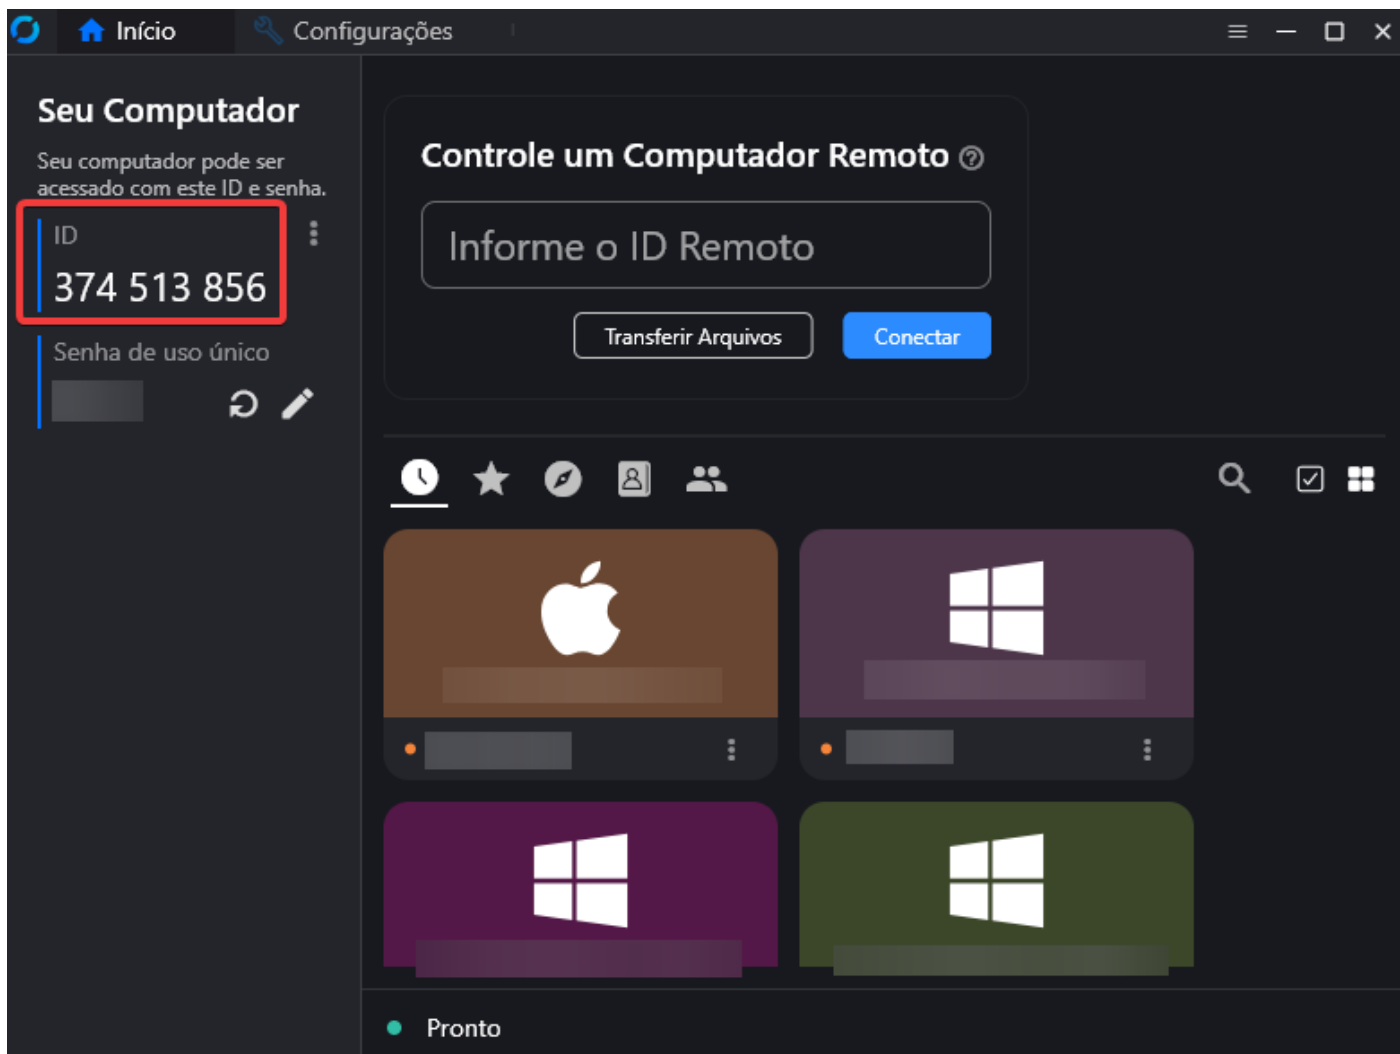 Início
Configurações
Seu Computador
Seu computador pode ser
acessado com este ID e senha.
ID
374 513 856
Senha de uso único
Controle um Computador Remoto
Informe o ID Remoto
Transferir Arquivos
Conectar
Pronto